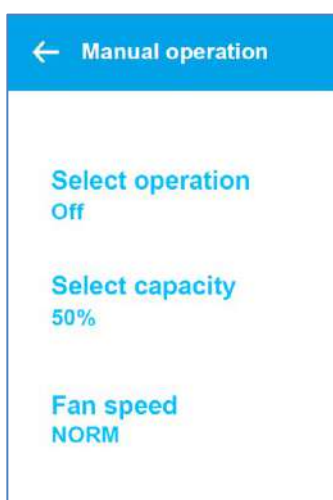 Manual operation
Select operation
Off
Select capacity
50%
Fan speed
NORM